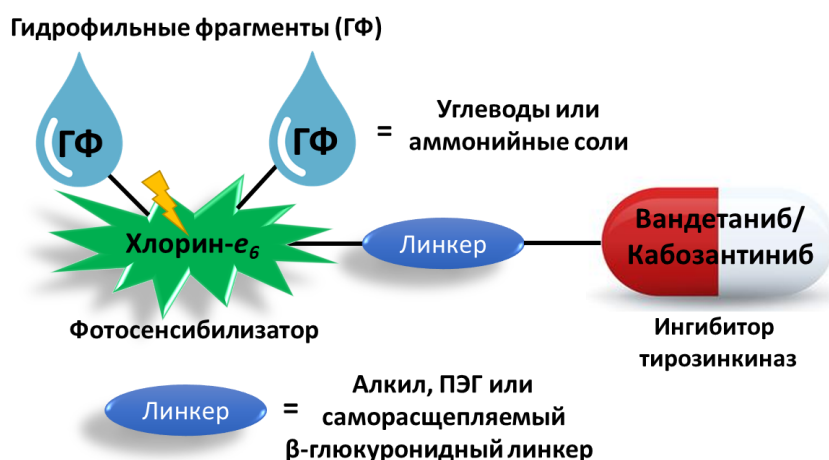 Гидрофильные фрагменты (ГФ)
ГФ
ГФ
= Углеводы или
аммонийные соли
Хлорин-e6
Линкер
Вандетаниб/
Кабозантиниб
Фотосенсибилизатор
Ингибитор
тирозинкиназ
Линкер
= Алкил, ПЭГ или
саморасщепляемый
β-глюкуронидный линкер